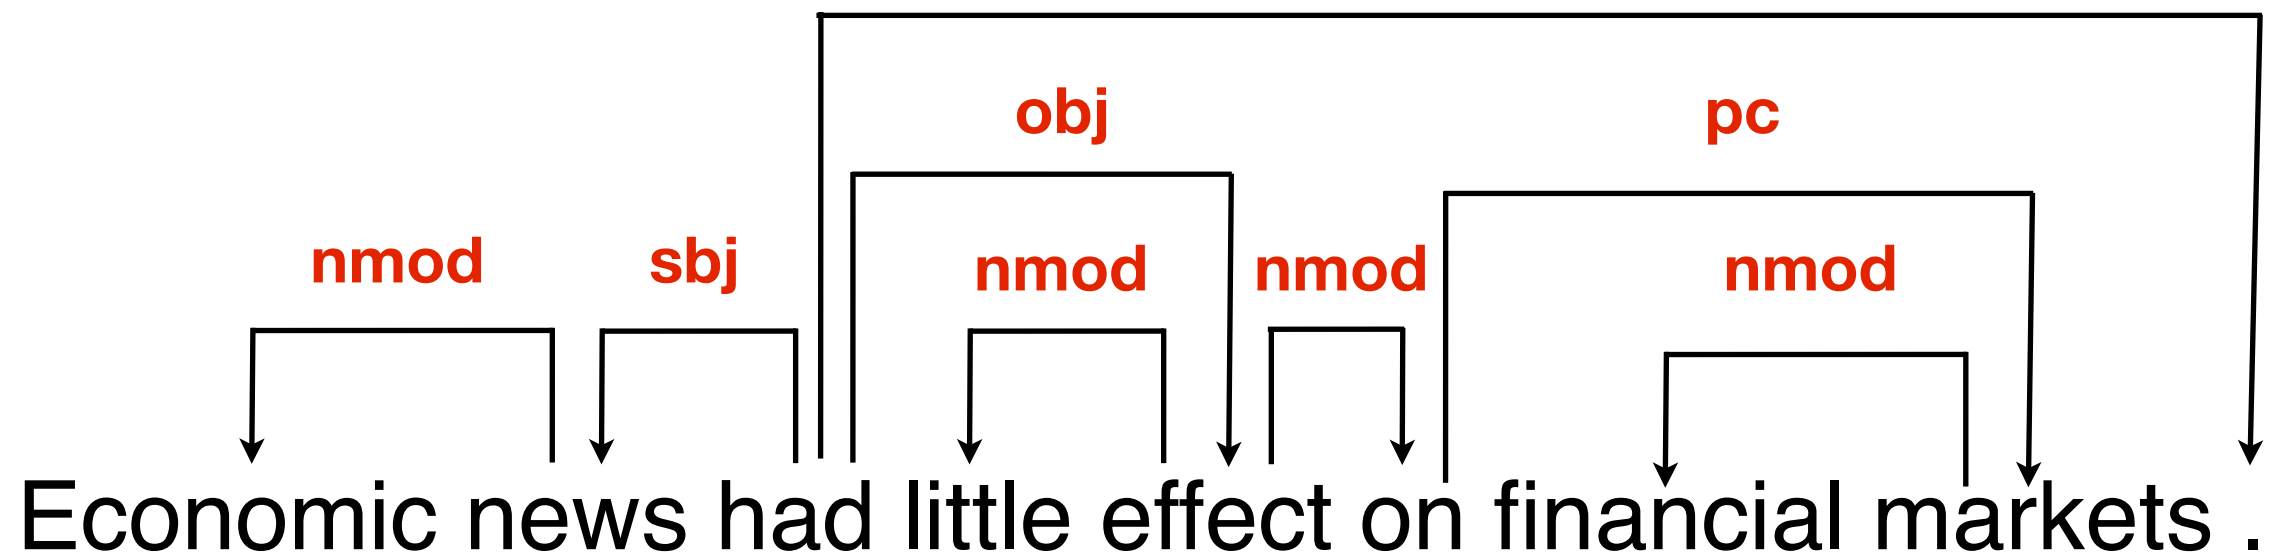 obj pc
nmod sbj nmod nmod nmod
Economic news had little effect on financial markets .